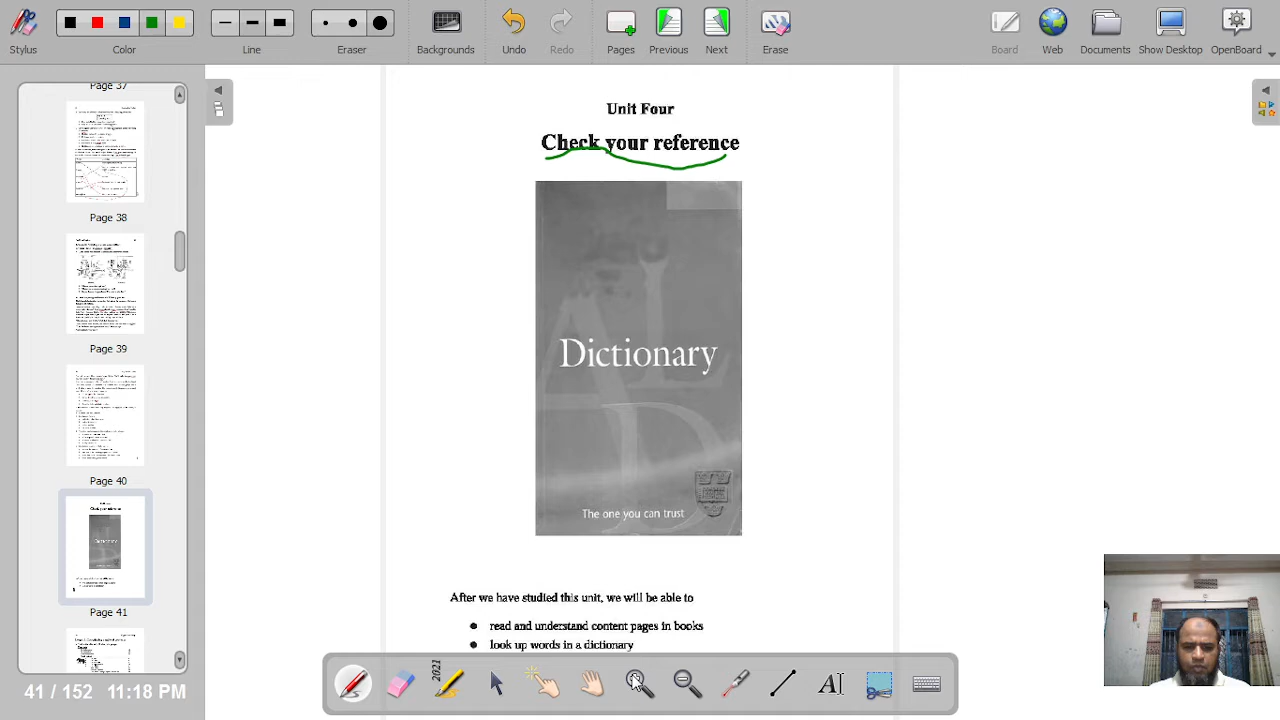 Stylus
Color
Line
Eraser
Backgrounds
Undo
Redo
Pages
Previous
Next
Erase
Board
Web
Documents
Show Desktop
OpenBoard
Page 37
Page 38
Page 39
Page 40
Page 41
41 / 152
11:18 PM
Unit Four
Check your reference
Dictionary
The one you can trust
After we have studied this unit, we will be able to
● read and understand content pages in books
● look up words in a dictionary
2021
AI